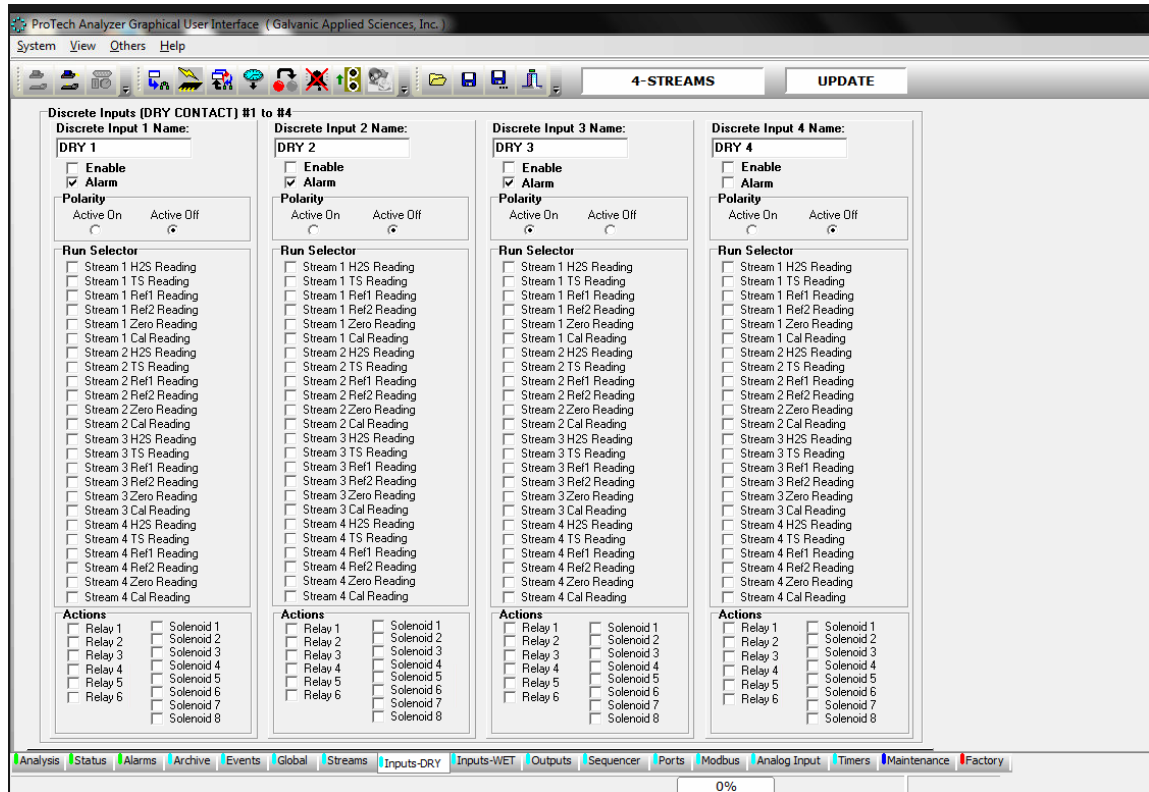 ProTech Analyzer Graphical User Interface ( Galvanic Applied Sciences, Inc. )
System View Others Help
4-STREAMS UPDATE
Discrete Inputs (DRY CONTACT) #1 to #4
Discrete Input 1 Name:
DRY 1
Enable
Alarm
Polarity
Active On Active Off
Run Selector
Stream 1 H2S Reading
Stream 1 TS Reading
Stream 1 Ref1 Reading
Stream 1 Ref2 Reading
Stream 1 Zero Reading
Stream 1 Cal Reading
Stream 2 H2S Reading
Stream 2 TS Reading
Stream 2 Ref1 Reading
Stream 2 Ref2 Reading
Stream 2 Zero Reading
Stream 2 Cal Reading
Stream 3 H2S Reading
Stream 3 TS Reading
Stream 3 Ref1 Reading
Stream 3 Ref2 Reading
Stream 3 Zero Reading
Stream 3 Cal Reading
Stream 4 H2S Reading
Stream 4 TS Reading
Stream 4 Ref1 Reading
Stream 4 Ref2 Reading
Stream 4 Zero Reading
Stream 4 Cal Reading
Actions
Relay 1
Relay 2
Relay 3
Relay 4
Relay 5
Relay 6
Solenoid 1
Solenoid 2
Solenoid 3
Solenoid 4
Solenoid 5
Solenoid 6
Solenoid 7
Solenoid 8
Discrete Input 2 Name:
DRY 2
Enable
Alarm
Polarity
Active On Active Off
Run Selector
Stream 1 H2S Reading
Stream 1 TS Reading
Stream 1 Ref1 Reading
Stream 1 Ref2 Reading
Stream 1 Zero Reading
Stream 1 Cal Reading
Stream 2 H2S Reading
Stream 2 TS Reading
Stream 2 Ref1 Reading
Stream 2 Ref2 Reading
Stream 2 Zero Reading
Stream 2 Cal Reading
Stream 3 H2S Reading
Stream 3 TS Reading
Stream 3 Ref1 Reading
Stream 3 Ref2 Reading
Stream 3 Zero Reading
Stream 3 Cal Reading
Stream 4 H2S Reading
Stream 4 TS Reading
Stream 4 Ref1 Reading
Stream 4 Ref2 Reading
Stream 4 Zero Reading
Stream 4 Cal Reading
Actions
Relay 1
Relay 2
Relay 3
Relay 4
Relay 5
Relay 6
Solenoid 1
Solenoid 2
Solenoid 3
Solenoid 4
Solenoid 5
Solenoid 6
Solenoid 7
Solenoid 8
Discrete Input 3 Name:
DRY 3
Enable
Alarm
Polarity
Active On Active Off
Run Selector
Stream 1 H2S Reading
Stream 1 TS Reading
Stream 1 Ref1 Reading
Stream 1 Ref2 Reading
Stream 1 Zero Reading
Stream 1 Cal Reading
Stream 2 H2S Reading
Stream 2 TS Reading
Stream 2 Ref1 Reading
Stream 2 Ref2 Reading
Stream 2 Zero Reading
Stream 2 Cal Reading
Stream 3 H2S Reading
Stream 3 TS Reading
Stream 3 Ref1 Reading
Stream 3 Ref2 Reading
Stream 3 Zero Reading
Stream 3 Cal Reading
Stream 4 H2S Reading
Stream 4 TS Reading
Stream 4 Ref1 Reading
Stream 4 Ref2 Reading
Stream 4 Zero Reading
Stream 4 Cal Reading
Actions
Relay 1
Relay 2
Relay 3
Relay 4
Relay 5
Relay 6
Solenoid 1
Solenoid 2
Solenoid 3
Solenoid 4
Solenoid 5
Solenoid 6
Solenoid 7
Solenoid 8
Discrete Input 4 Name:
DRY 4
Enable
Alarm
Polarity
Active On Active Off
Run Selector
Stream 1 H2S Reading
Stream 1 TS Reading
Stream 1 Ref1 Reading
Stream 1 Ref2 Reading
Stream 1 Zero Reading
Stream 1 Cal Reading
Stream 2 H2S Reading
Stream 2 TS Reading
Stream 2 Ref1 Reading
Stream 2 Ref2 Reading
Stream 2 Zero Reading
Stream 2 Cal Reading
Stream 3 H2S Reading
Stream 3 TS Reading
Stream 3 Ref1 Reading
Stream 3 Ref2 Reading
Stream 3 Zero Reading
Stream 3 Cal Reading
Stream 4 H2S Reading
Stream 4 TS Reading
Stream 4 Ref1 Reading
Stream 4 Ref2 Reading
Stream 4 Zero Reading
Stream 4 Cal Reading
Actions
Relay 1
Relay 2
Relay 3
Relay 4
Relay 5
Relay 6
Solenoid 1
Solenoid 2
Solenoid 3
Solenoid 4
Solenoid 5
Solenoid 6
Solenoid 7
Solenoid 8
Analysis Status Alarms Archive Events Global Streams Inputs-DRY Inputs-WET Outputs Sequencer Ports Modbus Analog Input Timers Maintenance Factory
0%